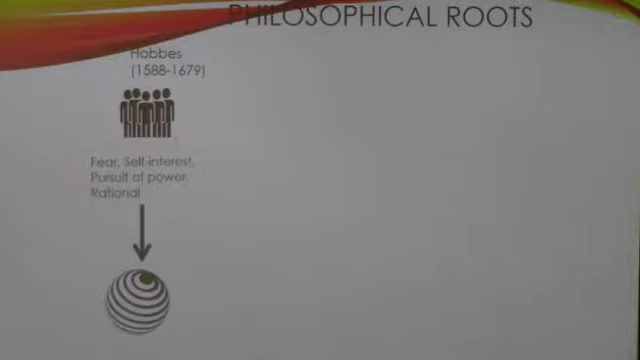 PHILOSOPHICAL ROOTS
Hobbes
(1588-1679)
Fear, Self-interest,
Pursuit of power,
Rational